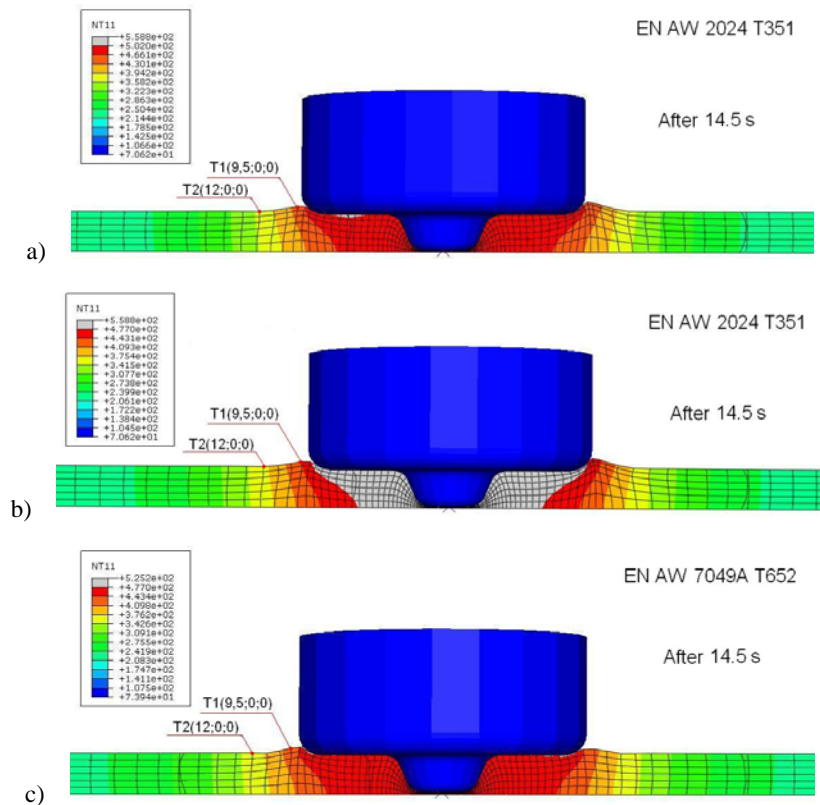 NT11
+5.588e+02
+5.020e+02
+4.661e+02
+4.301e+02
+3.942e+02
+3.582e+02
+3.223e+02
+2.863e+02
+2.504e+02
+2.144e+02
+1.785e+02
+1.425e+02
+1.066e+02
+7.062e+01
EN AW 2024 T351
After 14.5 s
T1(9,5;0;0)
T2(12;0;0)
a)
NT11
+5.588e+02
+4.770e+02
+4.431e+02
+4.093e+02
+3.754e+02
+3.415e+02
+3.077e+02
+2.738e+02
+2.399e+02
+2.061e+02
+1.722e+02
+1.384e+02
+1.045e+02
+7.062e+01
EN AW 2024 T351
After 14.5 s
T1(9,5;0;0)
T2(12;0;0)
b)
NT11
+5.252e+02
+4.770e+02
+4.434e+02
+4.098e+02
+3.762e+02
+3.426e+02
+3.091e+02
+2.755e+02
+2.419e+02
+2.083e+02
+1.747e+02
+1.411e+02
+1.075e+02
+7.394e+01
EN AW 7049A T652
After 14.5 s
T1(9,5;0;0)
T2(12;0;0)
c)